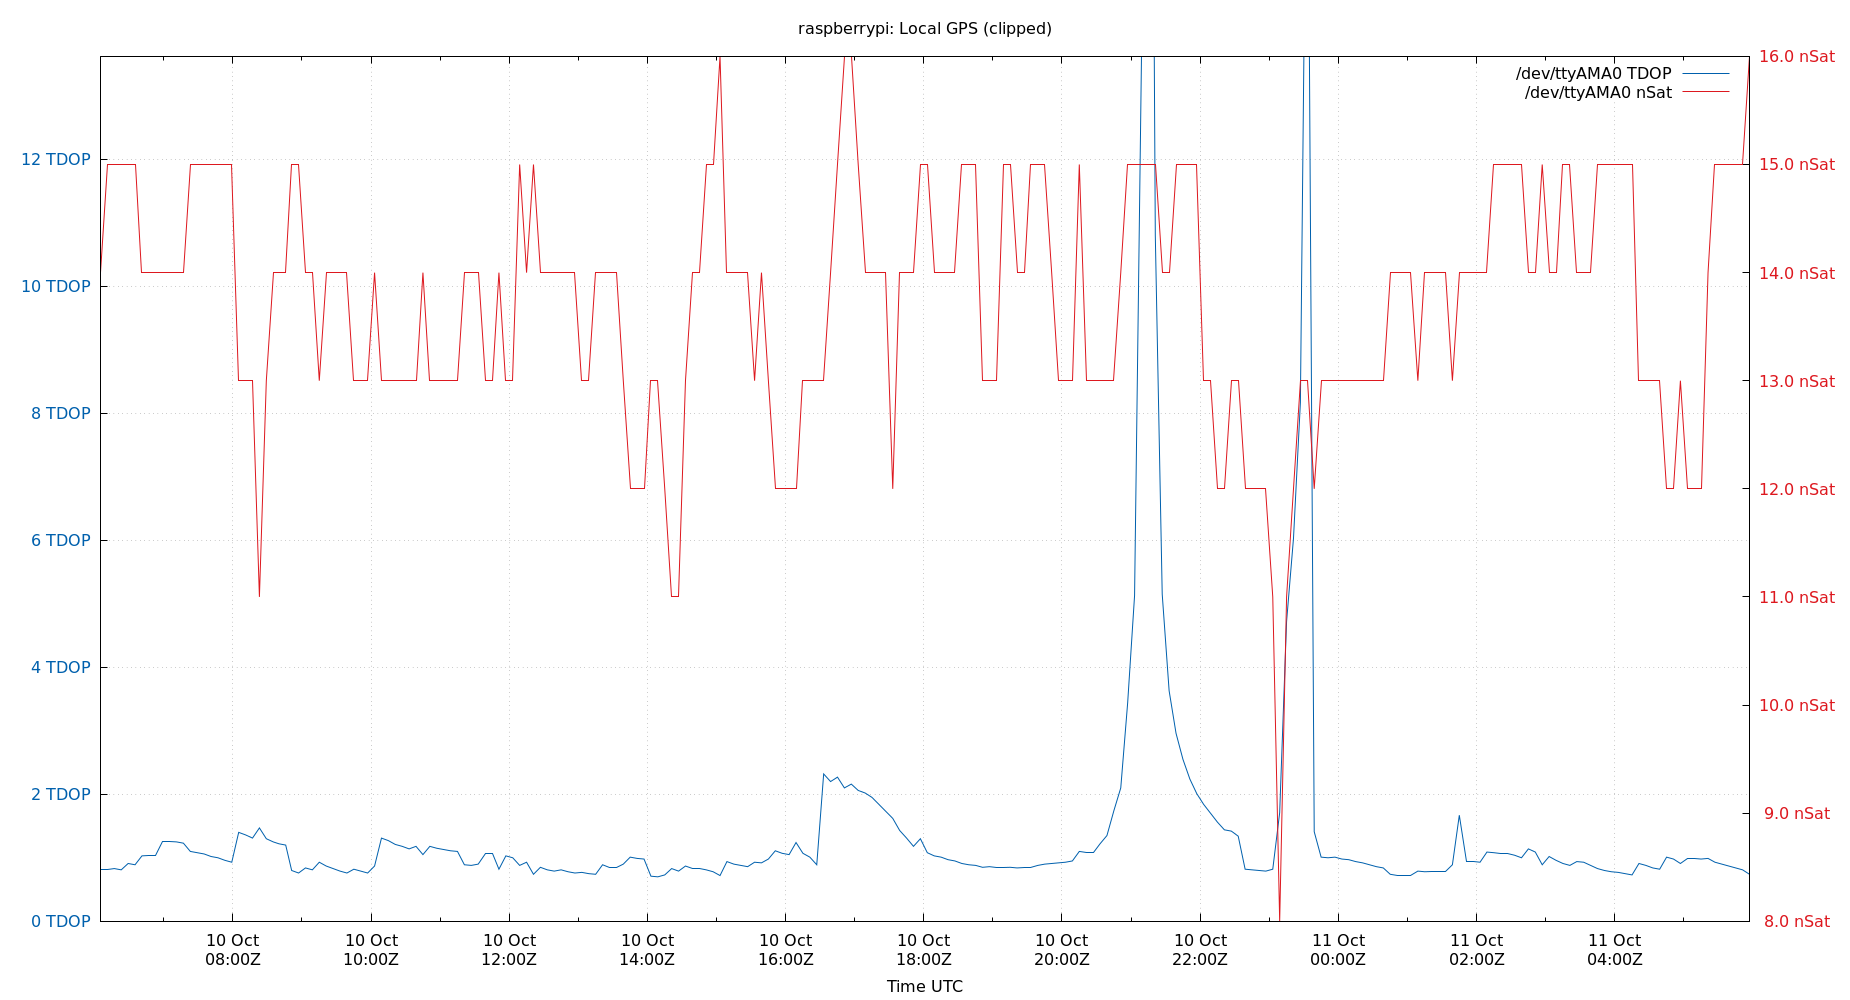 raspberrypi: Local GPS (clipped)
16.0 nSat
/dev/ttyAMA0 TDOP
/dev/ttyAMA0 nSat
12 TDOP
15.0 nSat
10 TDOP
14.0 nSat
8 TDOP
13.0 nSat
12.0 nSat
6 TDOP
11.0 nSat
4 TDOP
10.0 nSat
2 TDOP
9.0 nSat
0 TDOP
8.0 nSat
10 Oct 10 Oct 10 Oct 10 Oct 10 Oct 10 Oct 10 Oct 10 Oct 11 Oct 11 Oct 11 Oct
08:00Z 10:00Z 12:00Z 14:00Z 16:00Z 18:00Z 20:00Z 22:00Z 00:00Z 02:00Z 04:00Z
Time UTC